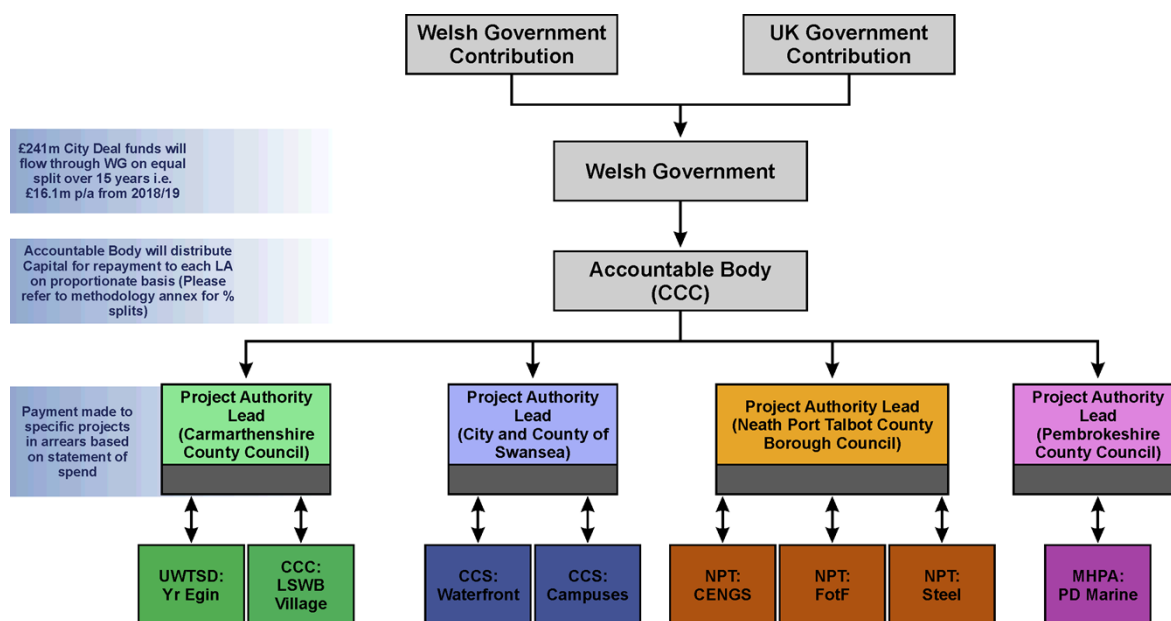 Welsh Government
Contribution
UK Government
Contribution
£241m City Deal funds will
flow through WG on equal
split over 15 years i.e.
£16.1m p/a from 2018/19
Welsh Government
Accountable Body will distribute
Capital for repayment to each LA
on proportionate basis (Please
refer to methodology annex for %
splits)
Accountable Body
(CCC)
Payment made to
specific projects
in arrears based
on statement of
spend
Project Authority
Lead
(Carmarthenshire
County Council)
Project Authority
Lead
(City and County of
Swansea)
Project Authority Lead
(Neath Port Talbot County
Borough Council)
Project Authority
Lead
(Pembrokeshire
County Council)
UWTSD:
Yr Egin
CCC:
LSWB
Village
CCS:
Waterfront
CCS:
Campuses
NPT:
CENGS
NPT:
FotF
NPT:
Steel
MHPA:
PD Marine